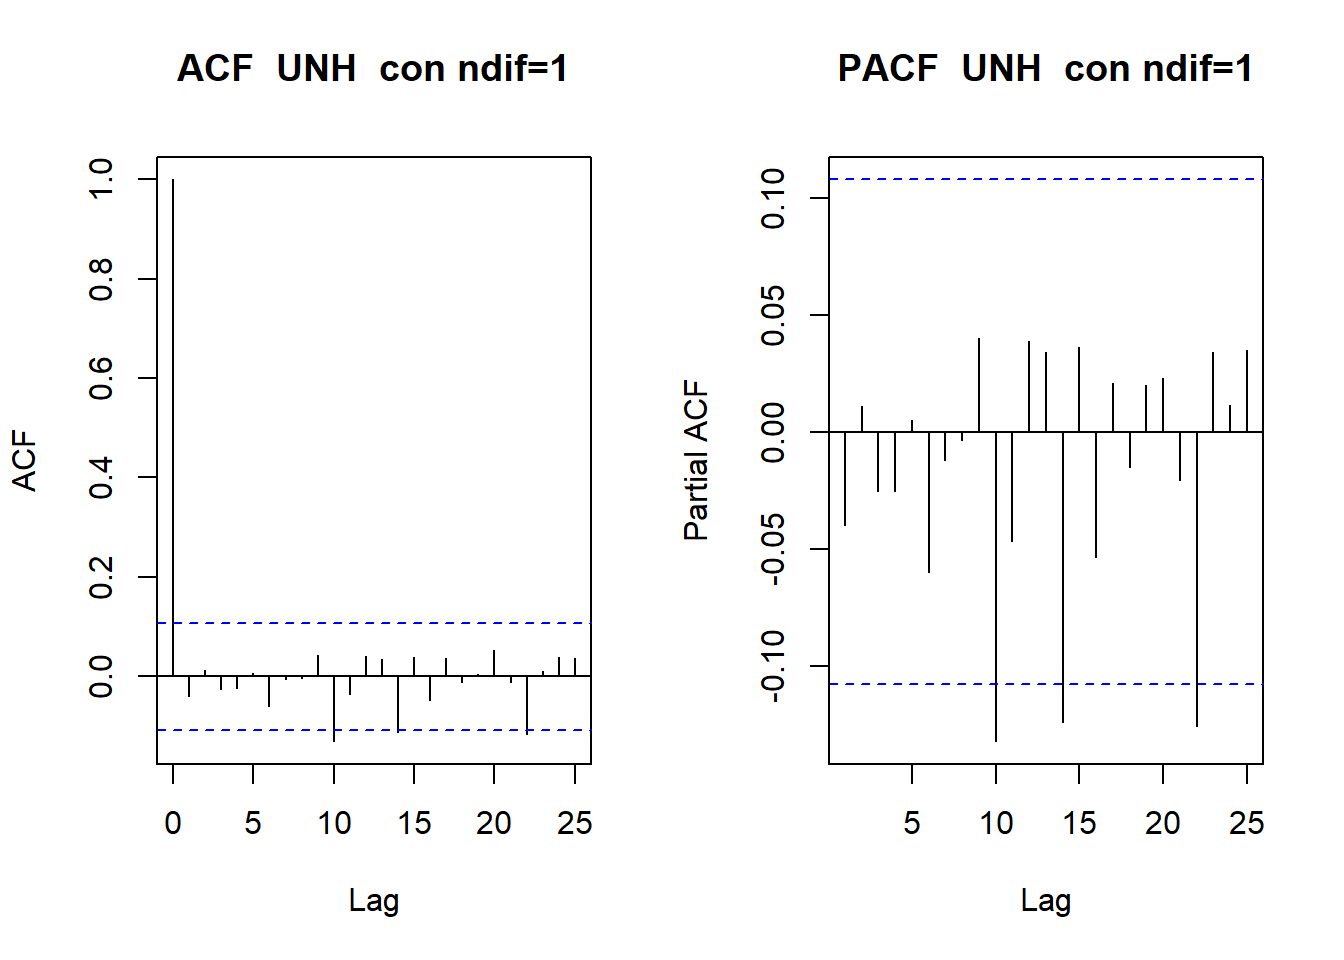 ACF  UNH  con ndif=1
ACF
1.0
0.8
0.6
0.4
0.2
0.0
0 5 10 15 20 25
Lag
PACF  UNH  con ndif=1
Partial ACF
0.10
0.05
0.00
-0.05
-0.10
5 10 15 20 25
Lag